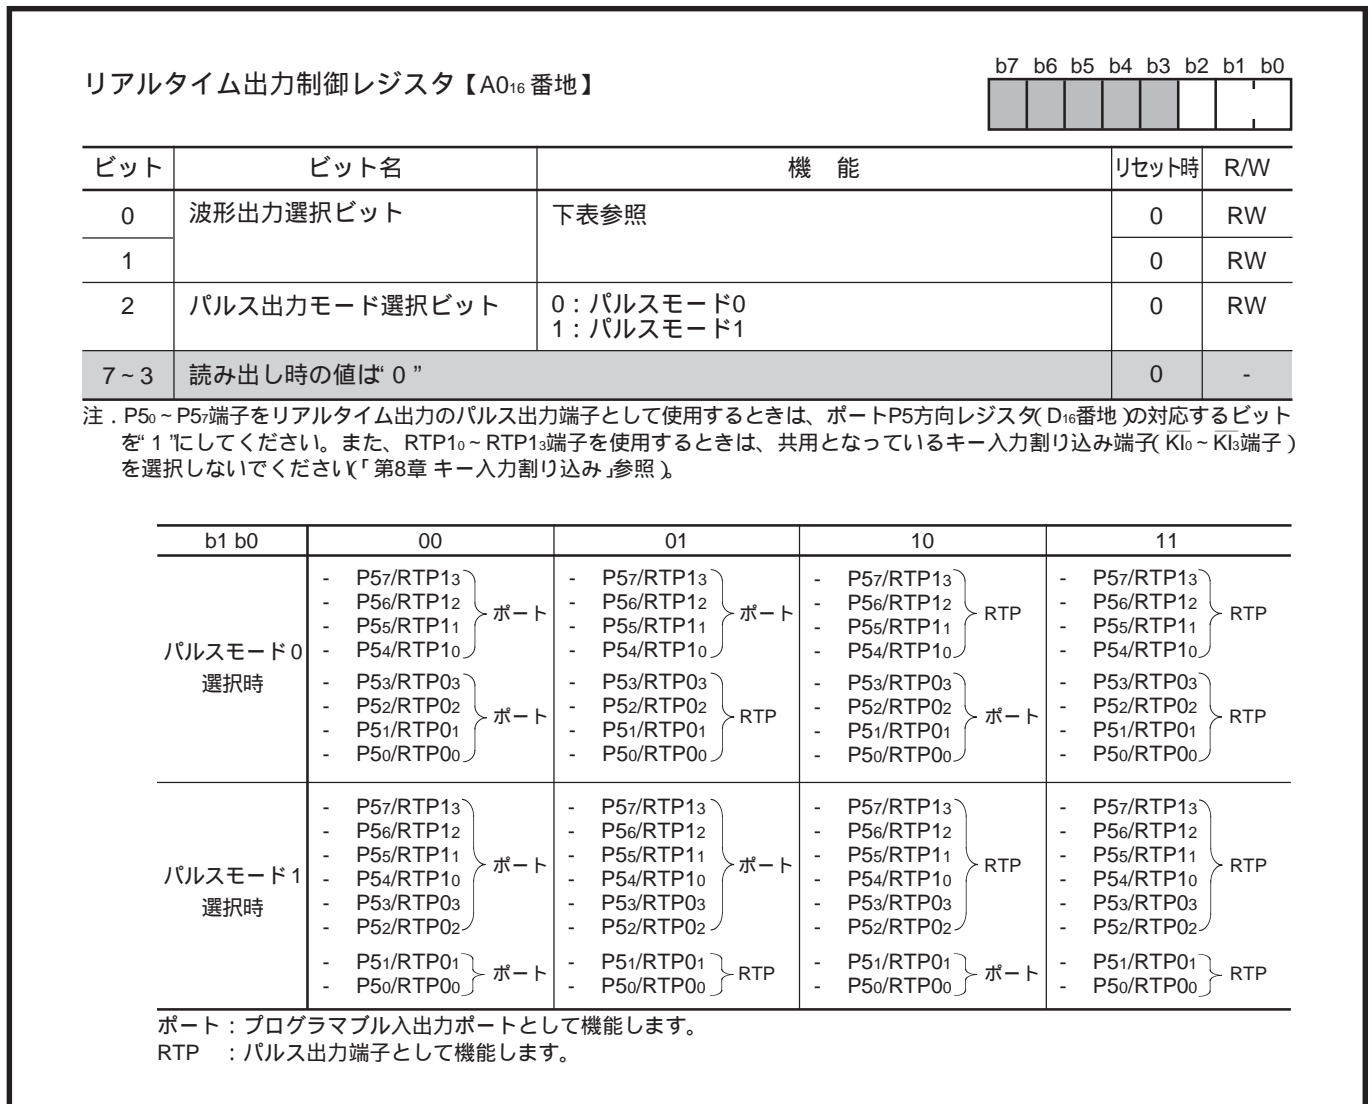 リアルタイム出力制御レジスタ【A016 番地】
b7 b6 b5 b4 b3 b2 b1 b0
ビット ビット名 機 能 リセット時 R/W
0 波形出力選択ビット 下表参照 0 RW
1 0 RW
2 パルス出力モード選択ビット 0：パルスモード0 0 RW
1：パルスモード1
7～3 読み出し時の値は“0” 0 -
注．P50～P57端子をリアルタイム出力のパルス出力端子として使用するときは、ポートP5方向レジスタ（D16番地）の対応するビット
を“1”にしてください。また、RTP10～RTP13端子を使用するときは、共用となっているキー入力割り込み端子（KI0～KI3端子）
を選択しないでください（「第8章 キー入力割り込み」参照）。
b1 b0 00 01 10 11
パルスモード0
選択時
- P57/RTP13 - P57/RTP13 - P57/RTP13 - P57/RTP13
- P56/RTP12 - P56/RTP12 - P56/RTP12 - P56/RTP12
ポート ポート RTP RTP
- P55/RTP11 - P55/RTP11 - P55/RTP11 - P55/RTP11
- P54/RTP10 - P54/RTP10 - P54/RTP10 - P54/RTP10
- P53/RTP03 - P53/RTP03 - P53/RTP03 - P53/RTP03
- P52/RTP02 - P52/RTP02 - P52/RTP02 - P52/RTP02
ポート RTP ポート RTP
- P51/RTP01 - P51/RTP01 - P51/RTP01 - P51/RTP01
- P50/RTP00 - P50/RTP00 - P50/RTP00 - P50/RTP00
パルスモード1
選択時
- P57/RTP13 - P57/RTP13 - P57/RTP13 - P57/RTP13
- P56/RTP12 - P56/RTP12 - P56/RTP12 - P56/RTP12
- P55/RTP11 - P55/RTP11 - P55/RTP11 - P55/RTP11
ポート ポート RTP RTP
- P54/RTP10 - P54/RTP10 - P54/RTP10 - P54/RTP10
- P53/RTP03 - P53/RTP03 - P53/RTP03 - P53/RTP03
- P52/RTP02 - P52/RTP02 - P52/RTP02 - P52/RTP02
- P51/RTP01 - P51/RTP01 - P51/RTP01 - P51/RTP01
ポート RTP ポート RTP
- P50/RTP00 - P50/RTP00 - P50/RTP00 - P50/RTP00
ポート：プログラマブル入出力ポートとして機能します。
RTP ：パルス出力端子として機能します。